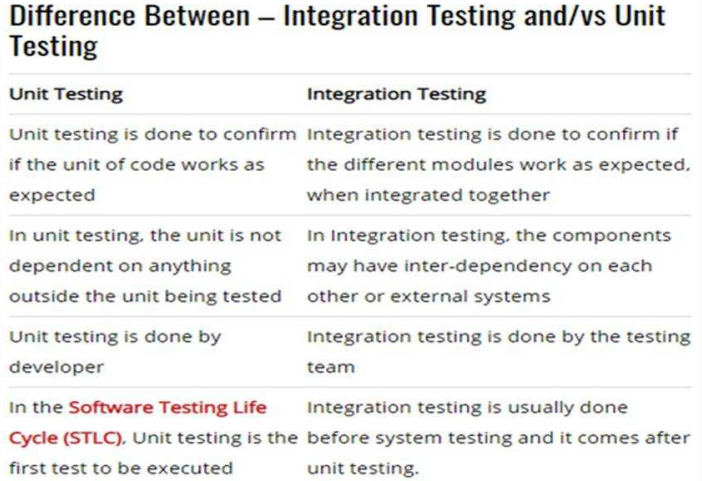 Difference Between – Integration Testing and/vs Unit
Testing
Unit Testing
Integration Testing
Unit testing is done to confirm
if the unit of code works as
expected
Integration testing is done to confirm if
the different modules work as expected,
when integrated together
In unit testing, the unit is not
dependent on anything
outside the unit being tested
In Integration testing, the components
may have inter-dependency on each
other or external systems
Unit testing is done by
developer
Integration testing is done by the testing
team
In the Software Testing Life
Cycle (STLC), Unit testing is the
first test to be executed
Integration testing is usually done
before system testing and it comes after
unit testing.